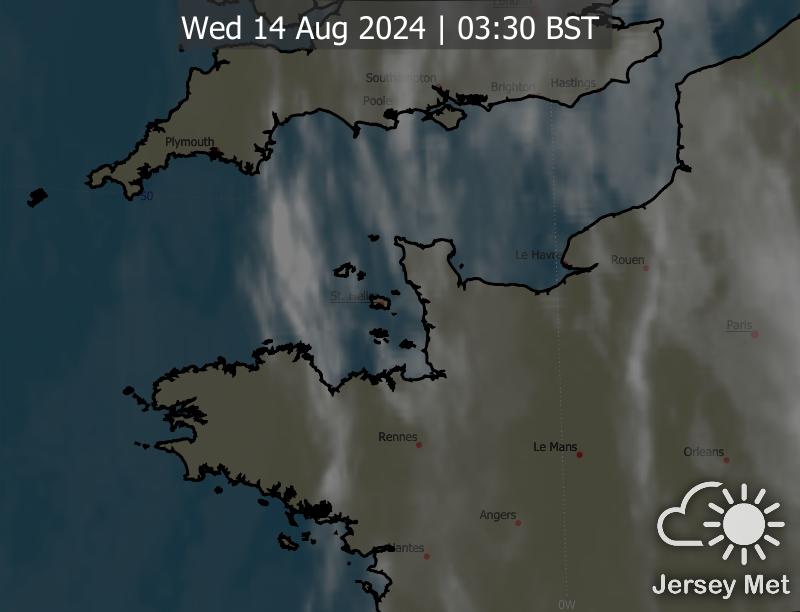 London
Wed 14 Aug 2024 | 03:30 BST
Southampton
Brighton
Hastings
Poole
Plymouth
50
Le Havre
Rouen
St. Helier
Paris
Rennes
Le Mans
Orleans
Angers
Nantes
0W
Jersey Met